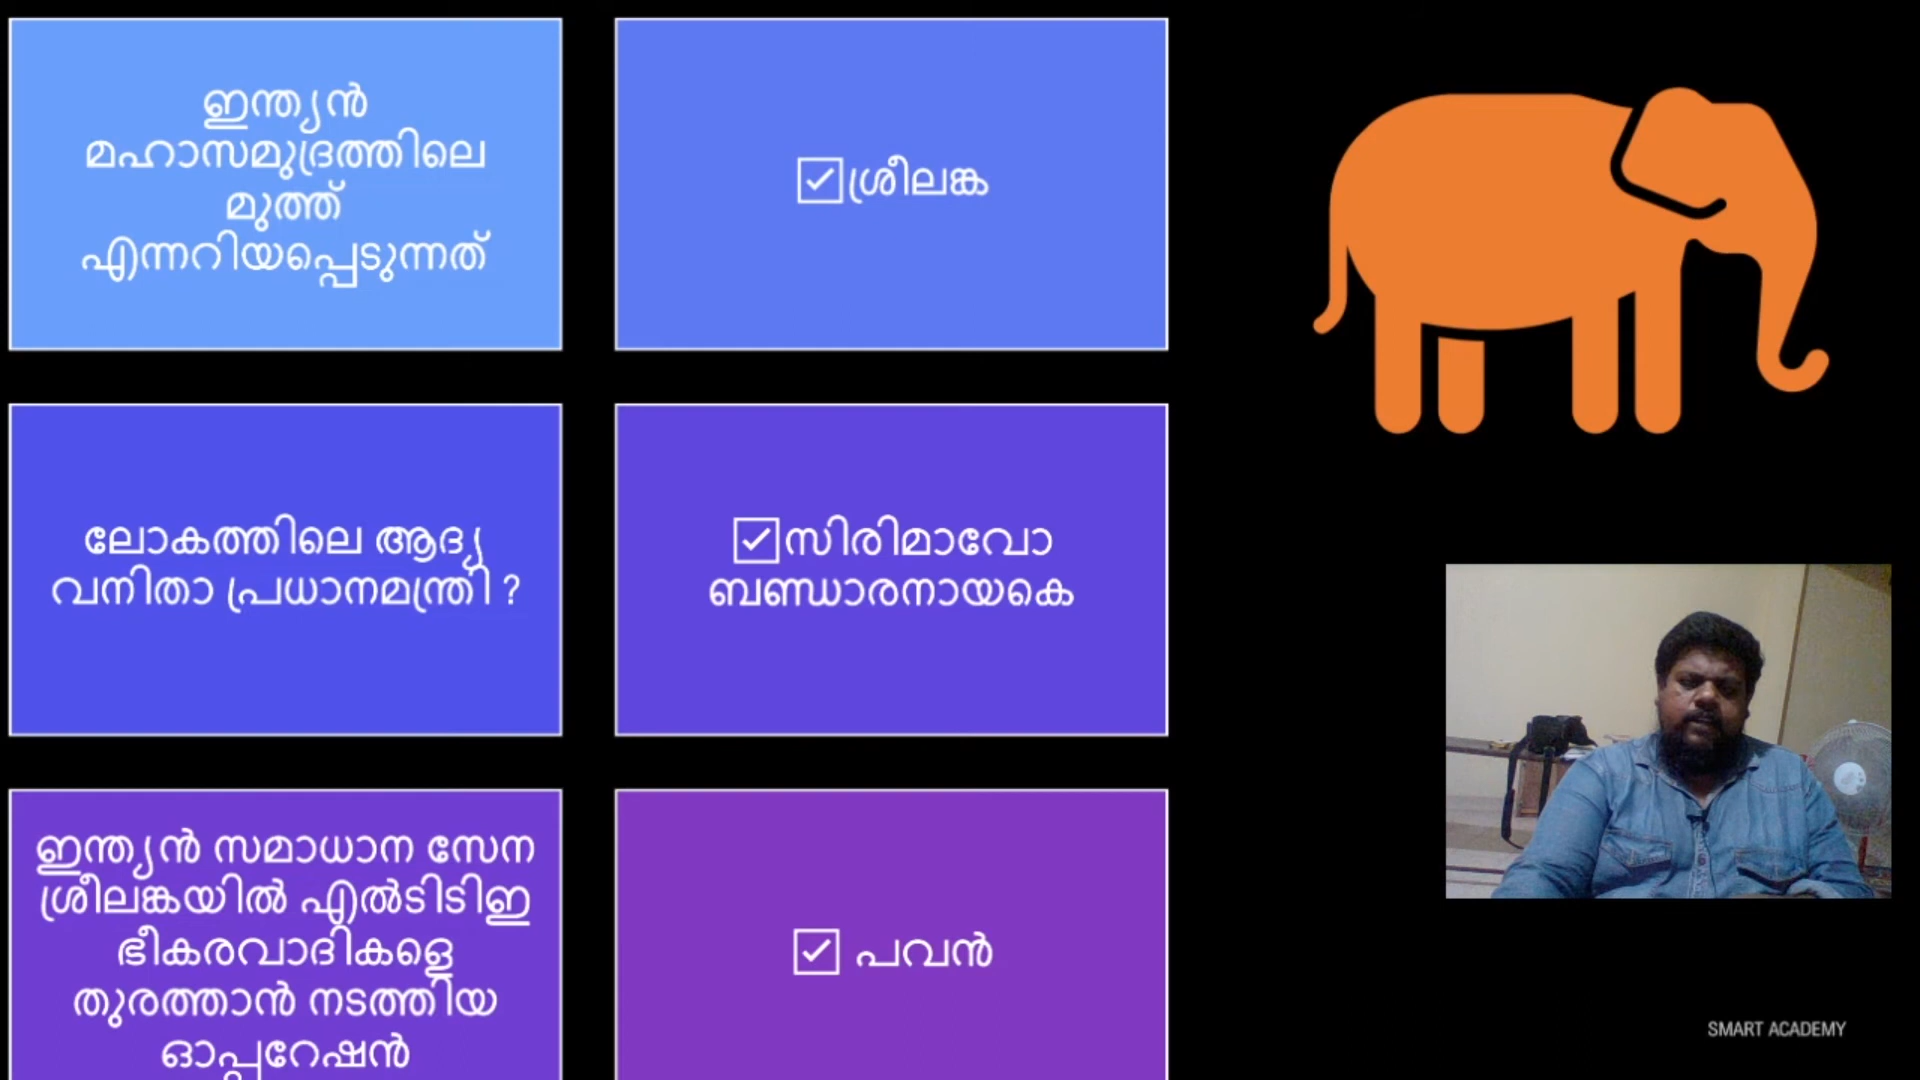 ഇന്ത്യൻ
മഹാസമുദ്രത്തിലെ
മുത്ത്
എന്നറിയപ്പെടുന്നത്
☑ശ്രീലങ്ക
ലോകത്തിലെ ആദ്യ
വനിതാ പ്രധാനമന്ത്രി ?
☑സിരിമാവോ
ബണ്ഡാരനായകെ
ഇന്ത്യൻ സമാധാന സേന
ശ്രീലങ്കയിൽ എൽടിടിഇ
ഭീകരവാദികളെ
തുരത്താൻ നടത്തിയ
ഓപ്പറേഷൻ
☑ പവൻ
SMART ACADEMY